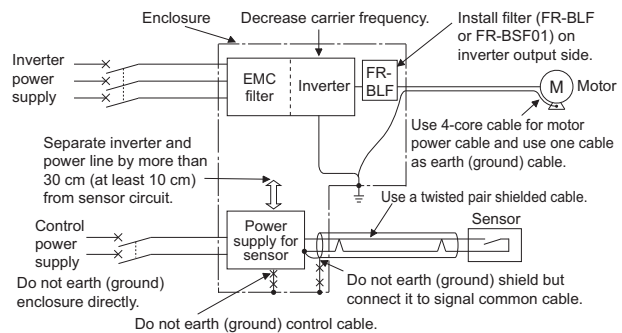 Enclosure
Decrease carrier frequency.
Install filter (FR-BLF
or FR-BSF01) on
inverter output side.
Inverter
power
supply
EMC
filter
Inverter
FR-
BLF
M
Motor
Use 4-core cable for motor
power cable and use one cable
as earth (ground) cable.
Separate inverter and
power line by more than
30 cm (at least 10 cm)
from sensor circuit.
Use a twisted pair shielded cable.
Control
power
supply
Power
supply for
sensor
Sensor
Do not earth (ground)
enclosure directly.
Do not earth (ground) shield but
connect it to signal common cable.
Do not earth (ground) control cable.